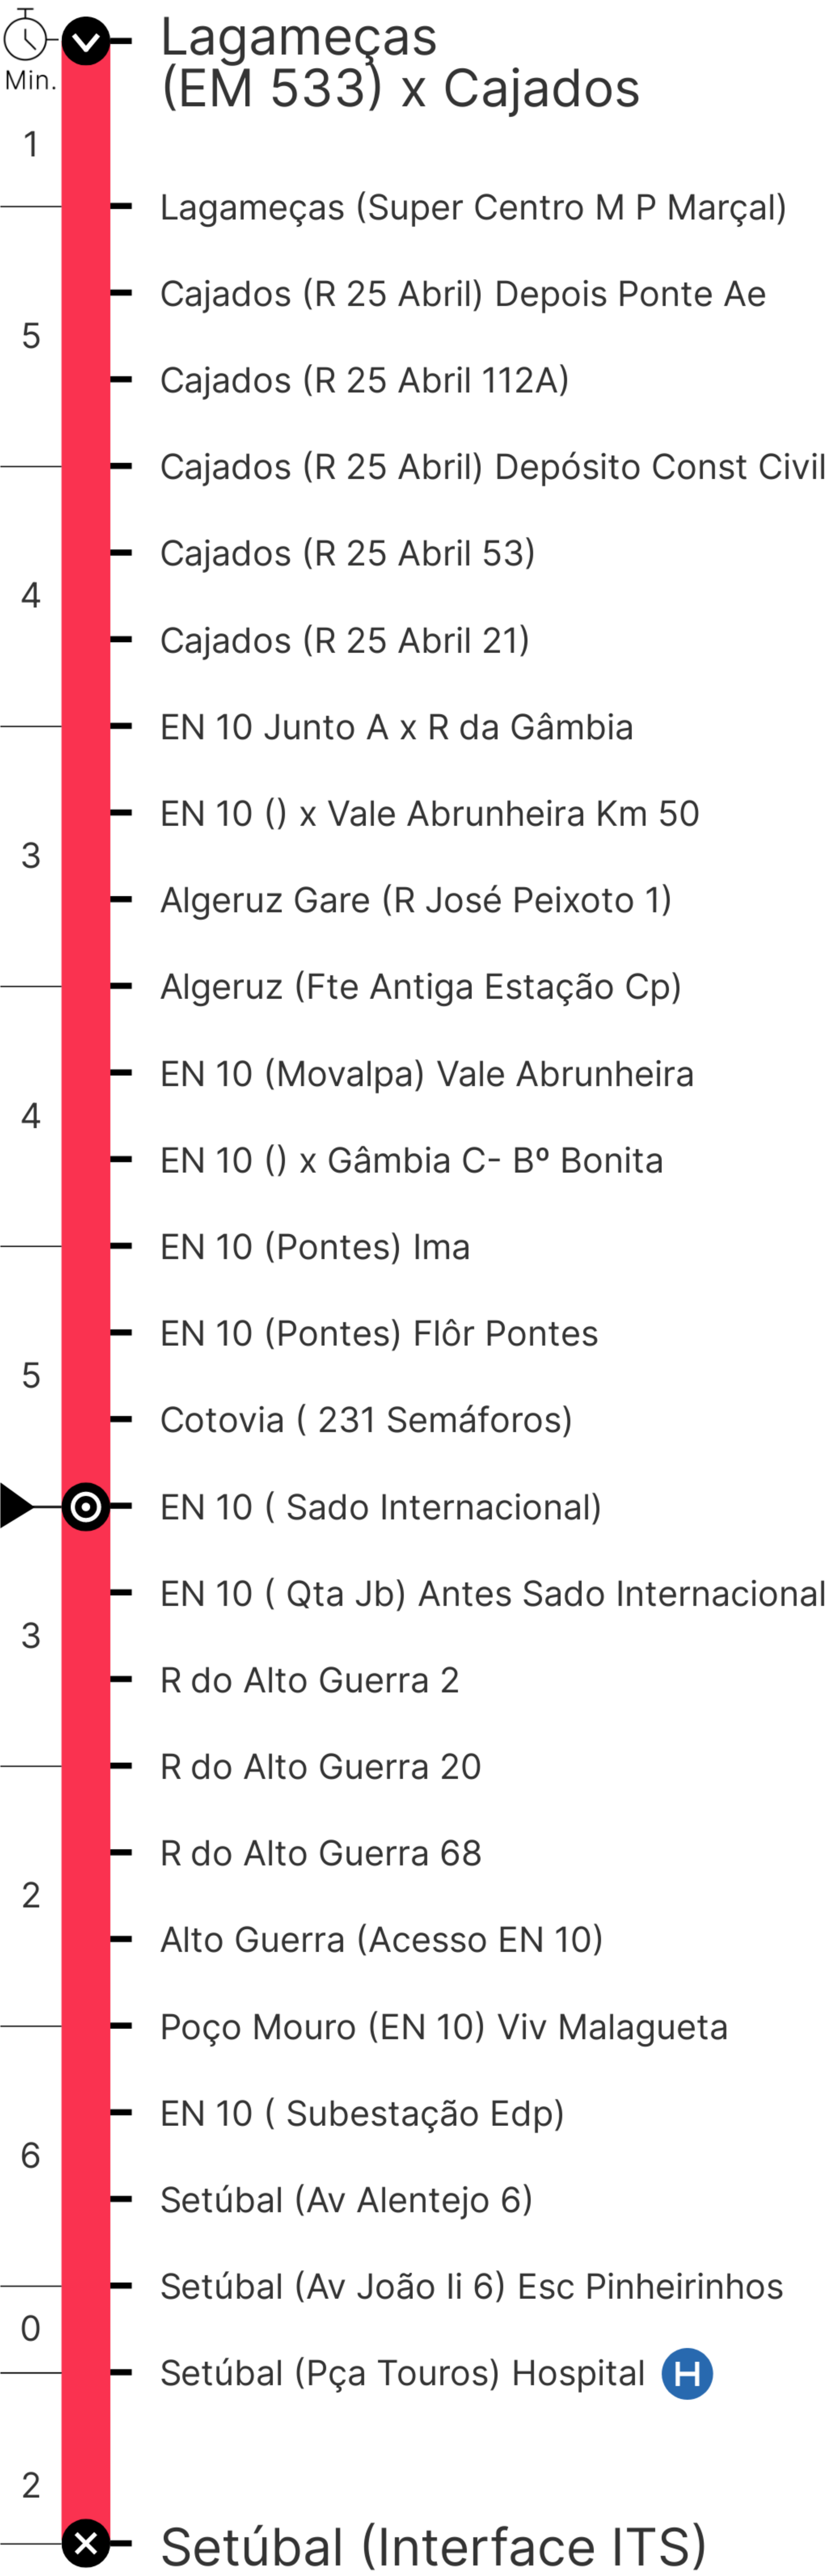 Lagameças
(EM 533) x Cajados
Min.
1
Lagameças (Super Centro M P Marçal)
Cajados (R 25 Abril) Depois Ponte Ae
5
Cajados (R 25 Abril 112A)
Cajados (R 25 Abril) Depósito Const Civil
Cajados (R 25 Abril 53)
4
Cajados (R 25 Abril 21)
EN 10 Junto A x R da Gâmbia
EN 10 () x Vale Abrunheira Km 50
3
Algeruz Gare (R José Peixoto 1)
Algeruz (Fte Antiga Estação Cp)
EN 10 (Movalpa) Vale Abrunheira
4
EN 10 () x Gâmbia C- Bº Bonita
EN 10 (Pontes) Ima
EN 10 (Pontes) Flôr Pontes
5
Cotovia ( 231 Semáforos)
EN 10 ( Sado Internacional)
EN 10 ( Qta Jb) Antes Sado Internacional
3
R do Alto Guerra 2
R do Alto Guerra 20
R do Alto Guerra 68
2
Alto Guerra (Acesso EN 10)
Poço Mouro (EN 10) Viv Malagueta
EN 10 ( Subestação Edp)
6
Setúbal (Av Alentejo 6)
Setúbal (Av João Ii 6) Esc Pinheirinhos
0
Setúbal (Pça Touros) Hospital H
2
Setúbal (Interface ITS)